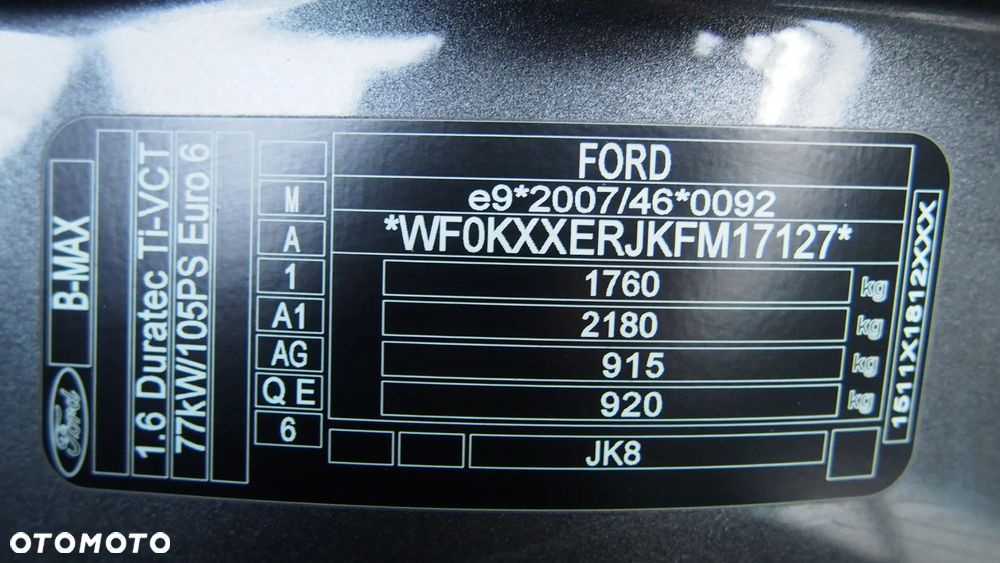 FORD
e9*2007/46*0092
*WF0KXXERJKFM17127*
1760 kg
2180 kg
915 kg
920 kg
JK8
M
A
1
A1
AG
Q E
6
B-MAX
Ford
1.6 Duratec Ti-VCT
77kW/105PS Euro 6
1511X1812XXX
OTOMOTO